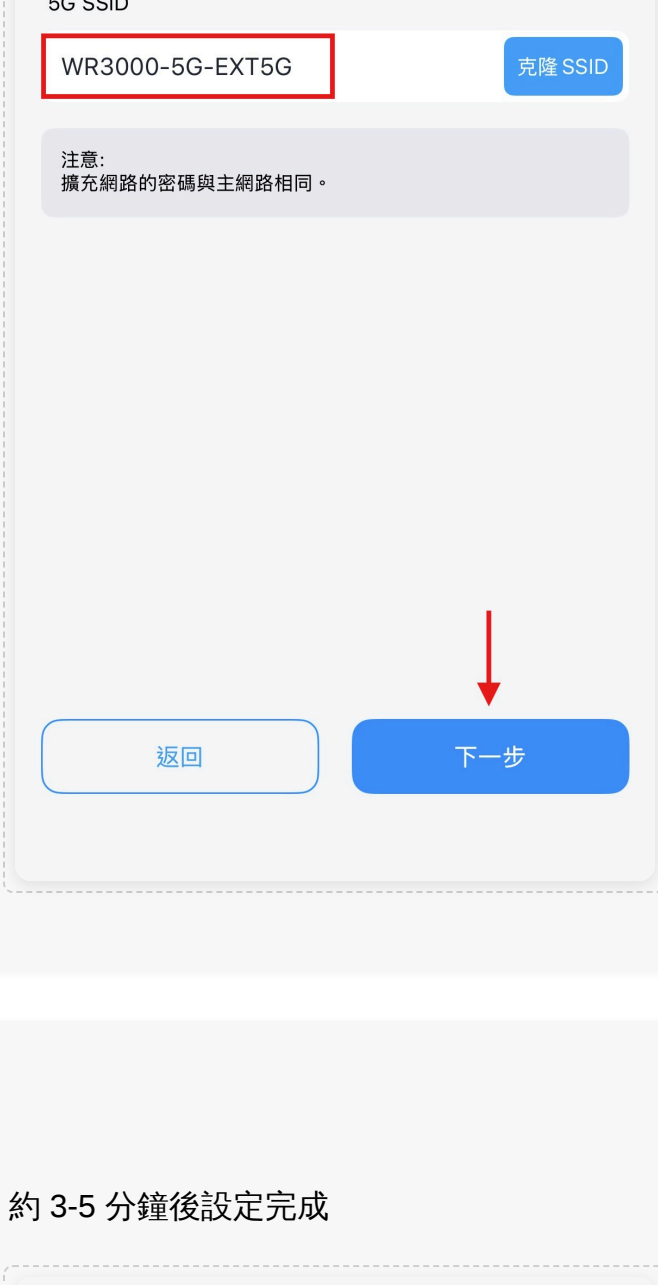 5G SSID
WR3000-5G-EXT5G
克隆 SSID
注意:
擴充網路的密碼與主網路相同。
返回
下一步
約 3-5 分鐘後設定完成